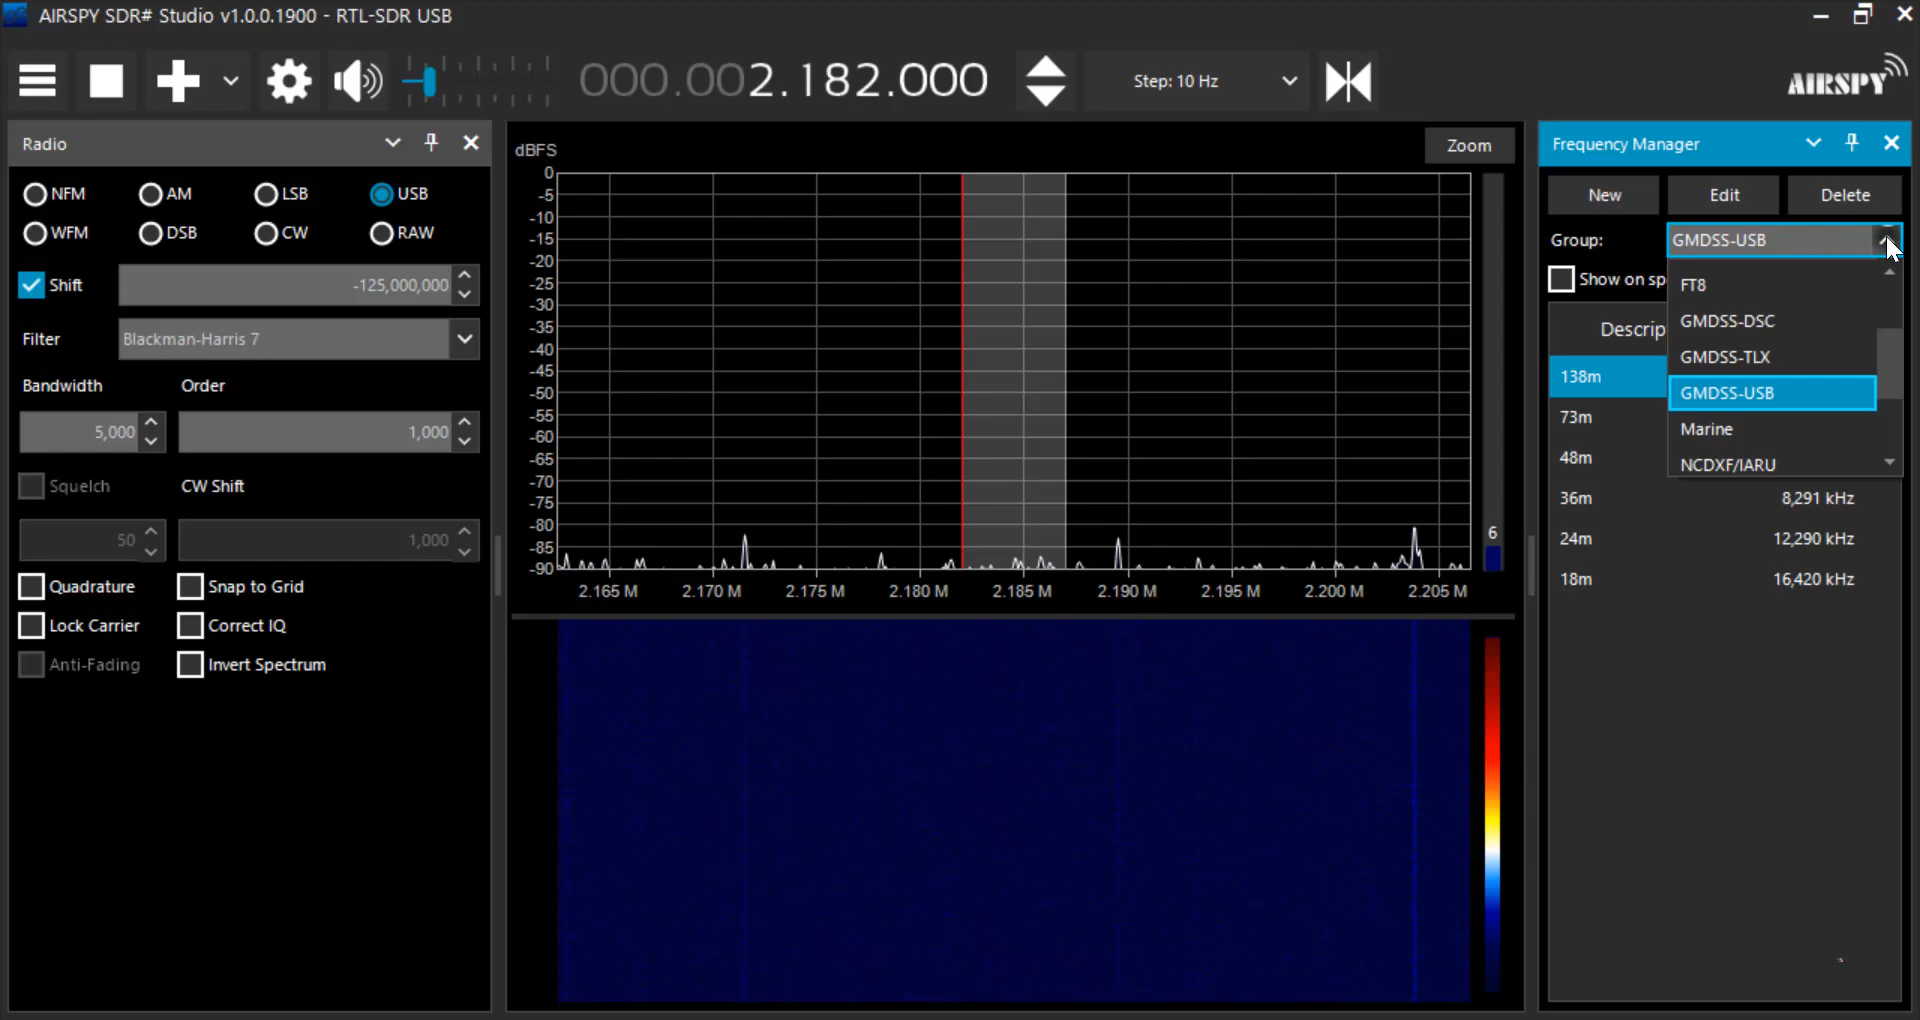 AIRSPY SDR# Studio v1.0.0.1900 - RTL-SDR USB
000.002.182.000
Step: 10 Hz
AIRSPY
Radio
NFM AM LSB USB
WFM DSB CW RAW
Shift -125,000,000
Filter Blackman-Harris 7
Bandwidth Order
5,000 1,000
Squelch CW Shift
50 1,000
Quadrature Snap to Grid
Lock Carrier Correct IQ
Anti-Fading Invert Spectrum
dBFS
Zoom
0
-5
-10
-15
-20
-25
-30
-35
-40
-45
-50
-55
-60
-65
-70
-75
-80
-85
-90
6
2.165 M 2.170 M 2.175 M 2.180 M 2.185 M 2.190 M 2.195 M 2.200 M 2.205 M
Frequency Manager
New Edit Delete
Group: GMDSS-USB
Show on sp
FT8
GMDSS-DSC
GMDSS-TLX
GMDSS-USB
Marine
NCDXF/IARU
Descrip
138m
73m
48m
36m 8,291 kHz
24m 12,290 kHz
18m 16,420 kHz